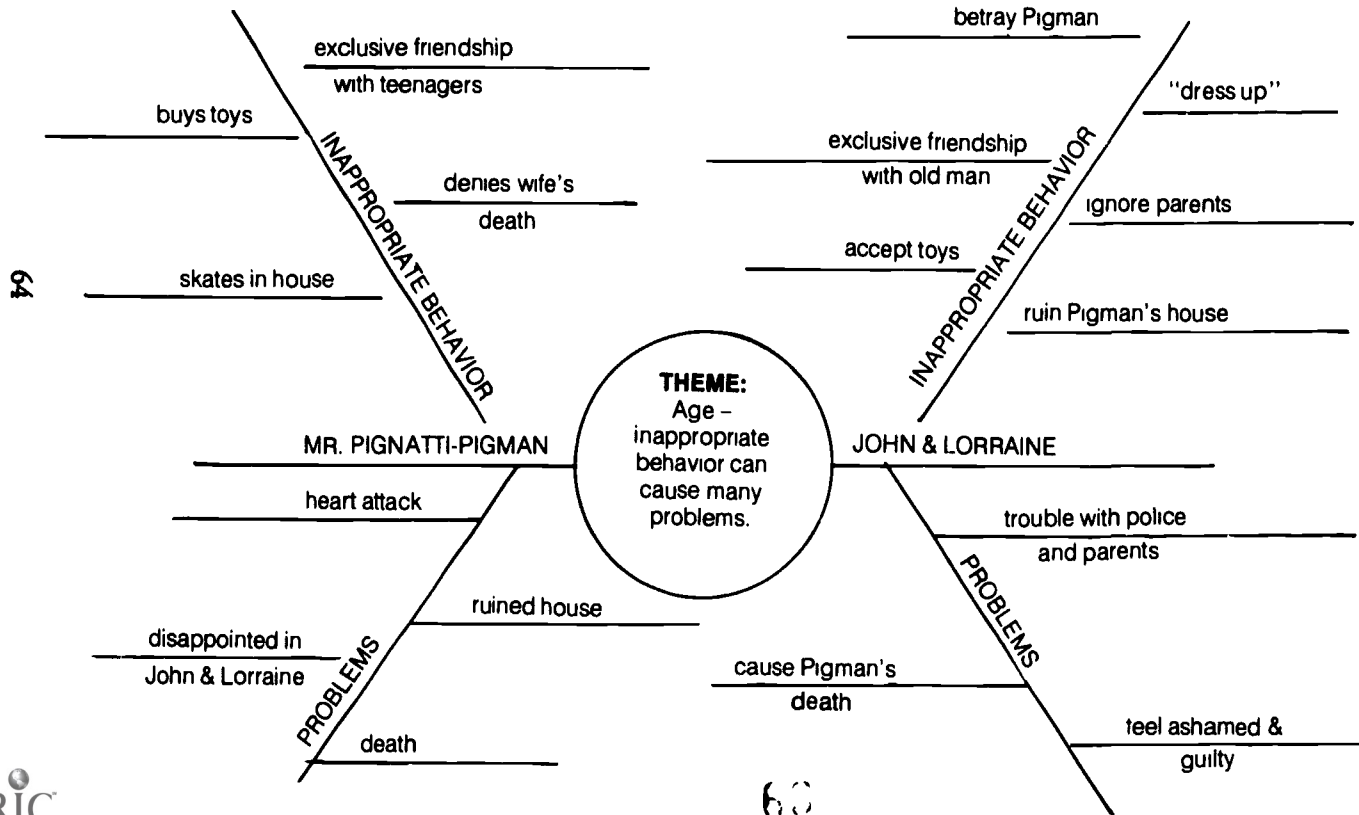 exclusive friendship
with teenagers
buys toys
INAPPROPRIATE BEHAVIOR
denies wife's
death
skates in house
betray Pigman
"dress up"
exclusive friendship
with old man
INAPPROPRIATE BEHAVIOR
ignore parents
accept toys
ruin Pigman's house
64
THEME:
Age –
inappropriate
behavior can
cause many
problems.
MR. PIGNATTI-PIGMAN
JOHN & LORRAINE
heart attack
ruined house
disappointed in
John & Lorraine
PROBLEMS
death
trouble with police
and parents
PROBLEMS
cause Pigman's
death
teel ashamed &
guilty
RIC